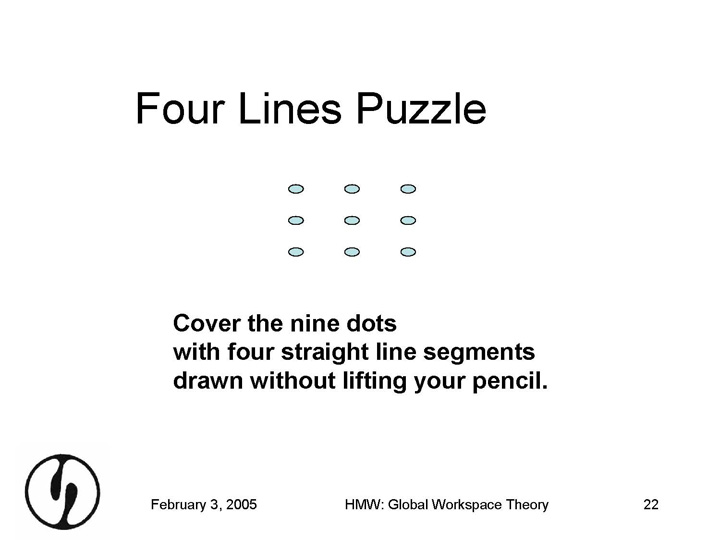 Four Lines Puzzle
Cover the nine dots
with four straight line segments
drawn without lifting your pencil.
February 3, 2005
HMW: Global Workspace Theory
22